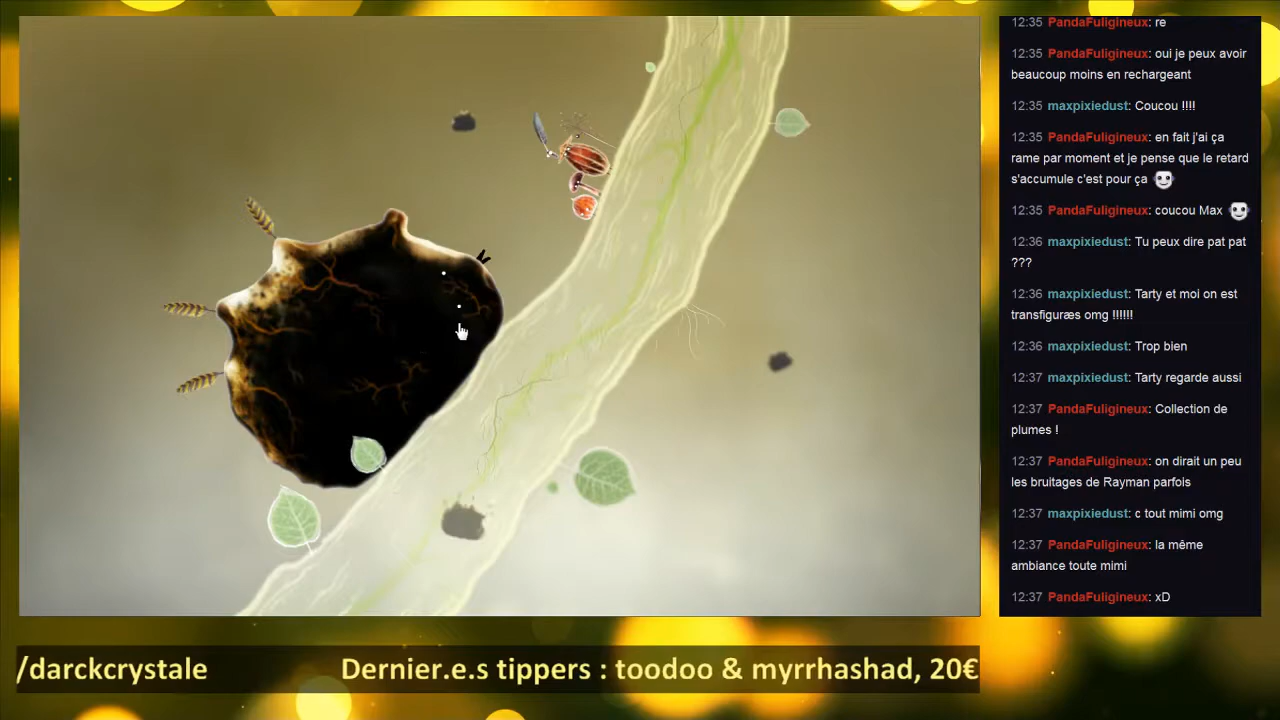 12:35 PandaFuligineux: re
12:35 PandaFuligineux: oui je peux avoir
beaucoup moins en rechargeant
12:35 maxpixiedust: Coucou !!!!
12:35 PandaFuligineux: en fait j'ai ça
rame par moment et je pense que le retard
s'accumule c'est pour ça
12:35 PandaFuligineux: coucou Max
12:36 maxpixiedust: Tu peux dire pat pat
???
12:36 maxpixiedust: Tarty et moi on est
transfiguræs omg !!!!!!
12:36 maxpixiedust: Trop bien
12:37 maxpixiedust: Tarty regarde aussi
12:37 PandaFuligineux: Collection de
plumes !
12:37 PandaFuligineux: on dirait un peu
les bruitages de Rayman parfois
12:37 maxpixiedust: c tout mimi omg
12:37 PandaFuligineux: la même
ambiance toute mimi
12:37 PandaFuligineux: xD
/darckcrystale Dernier.e.s tippers : toodoo & myrrhashad, 20€